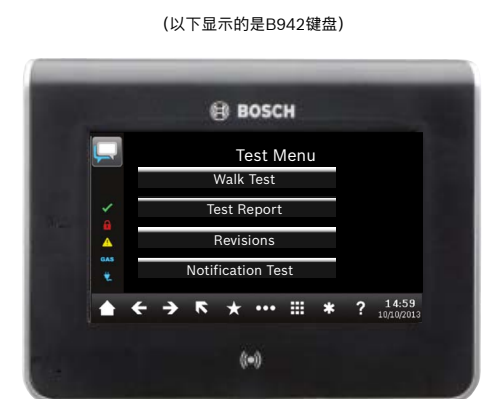 (以下显示的是B942键盘)
BOSCH
Test Menu
Walk Test
Test Report
Revisions
Notification Test
GAS
?
14:59
10/10/2013